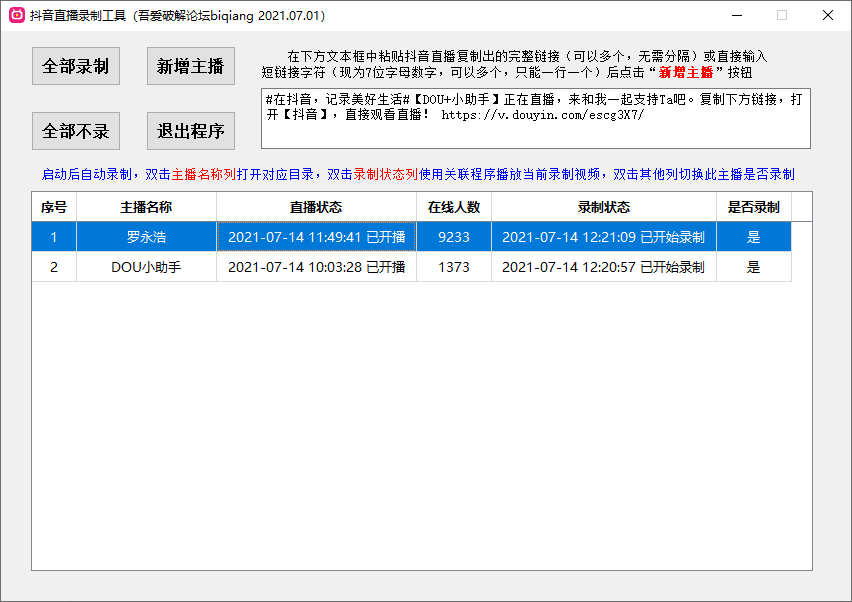 抖音直播录制工具（吾爱破解论坛biqiang 2021.07.01）
全部录制 新增主播
全部不录 退出程序
在下方文本框中粘贴抖音直播复制出的完整链接（可以多个，无需分隔）或直接输入
短链接字符（现为7位字母数字，可以多个，只能一行一个）后点击“新增主播”按钮
#在抖音，记录美好生活#【DOU+小助手】正在直播，来和我一起支持Ta吧。复制下方链接，打
开【抖音】，直接观看直播！ https://v.douyin.com/escg3X7/
启动后自动录制，双击主播名称列打开对应目录，双击录制状态列使用关联程序播放当前录制视频，双击其他列切换此主播是否录制
序号 主播名称 直播状态 在线人数 录制状态 是否录制
1 罗永浩 2021-07-14 11:49:41 已开播 9233 2021-07-14 12:21:09 已开始录制 是
2 DOU小助手 2021-07-14 10:03:28 已开播 1373 2021-07-14 12:20:57 已开始录制 是